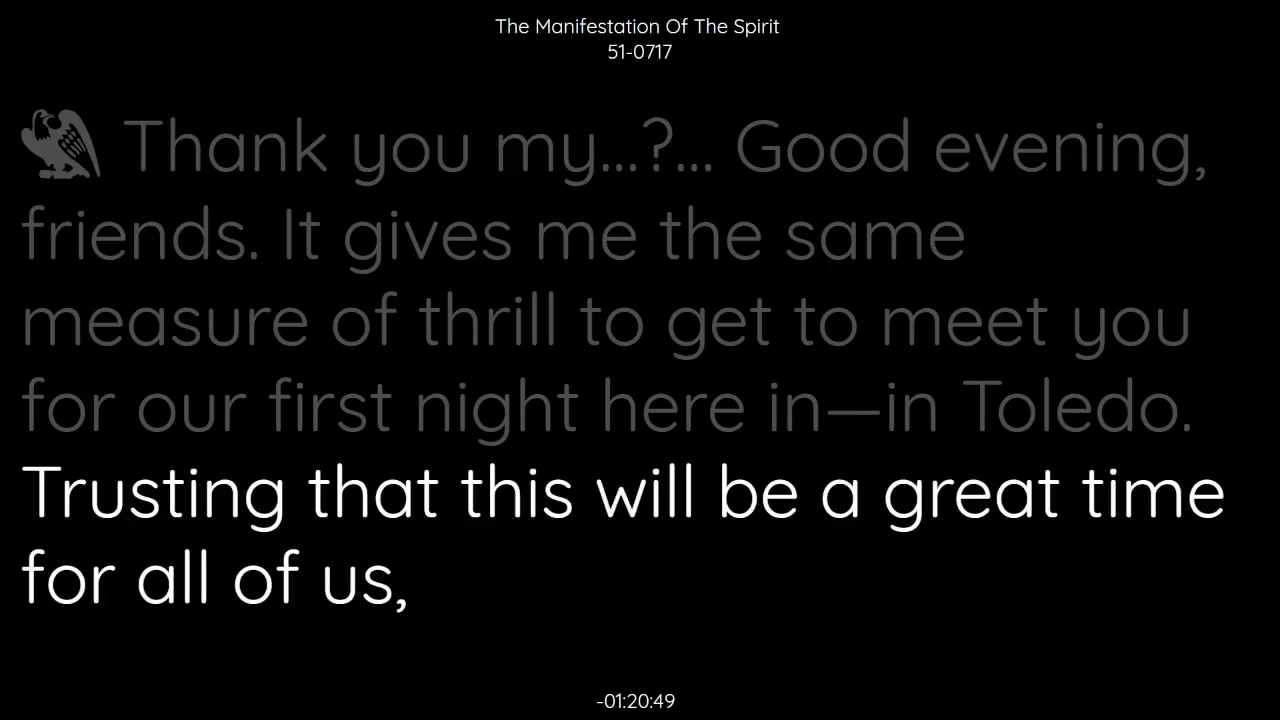 The Manifestation Of The Spirit
51-0717
Thank you my...?... Good evening,
friends. It gives me the same
measure of thrill to get to meet you
for our first night here in—in Toledo.
Trusting that this will be a great time
for all of us,
-01:20:49